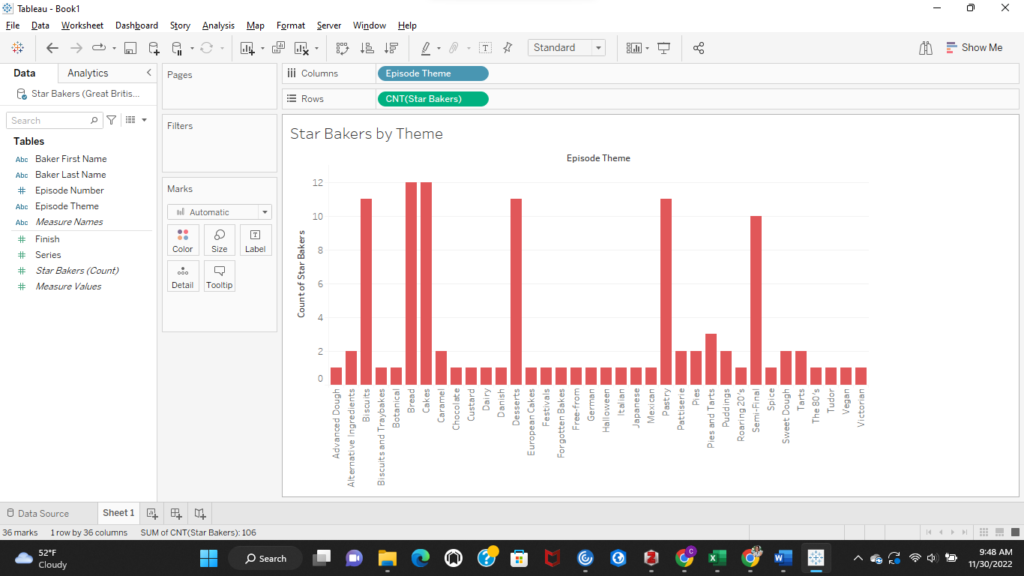 Tableau - Book1
File Data Worksheet Dashboard Story Analysis Map Format Server Window Help
Standard
Show Me
Data Analytics
Star Bakers (Great Britis...
Search
Tables
Abc Baker First Name
Abc Baker Last Name
# Episode Number
Abc Episode Theme
Abc Measure Names
# Finish
# Series
# Star Bakers (Count)
# Measure Values
Pages
Filters
Marks
Automatic
Color Size Label
Detail Tooltip
Columns Episode Theme
Rows CNT(Star Bakers)
Star Bakers by Theme
Episode Theme
Count of Star Bakers
12
10
8
6
4
2
0
Advanced Dough
Alternative Ingredients
Biscuits
Biscuits and Traybakes
Botanical
Bread
Cakes
Caramel
Chocolate
Custard
Dairy
Danish
Desserts
European Cakes
Festivals
Forgotten Bakes
Free-from
German
Halloween
Italian
Japanese
Mexican
Pastry
Pattiserie
Pies
Pies and Tarts
Puddings
Roaring 20's
Semi-Final
Spice
Sweet Dough
Tarts
The 80's
Tudor
Vegan
Victorian
Data Source Sheet 1
36 marks 1 row by 36 columns SUM of CNT(Star Bakers): 106
52°F
Cloudy
Search
9:48 AM
11/30/2022